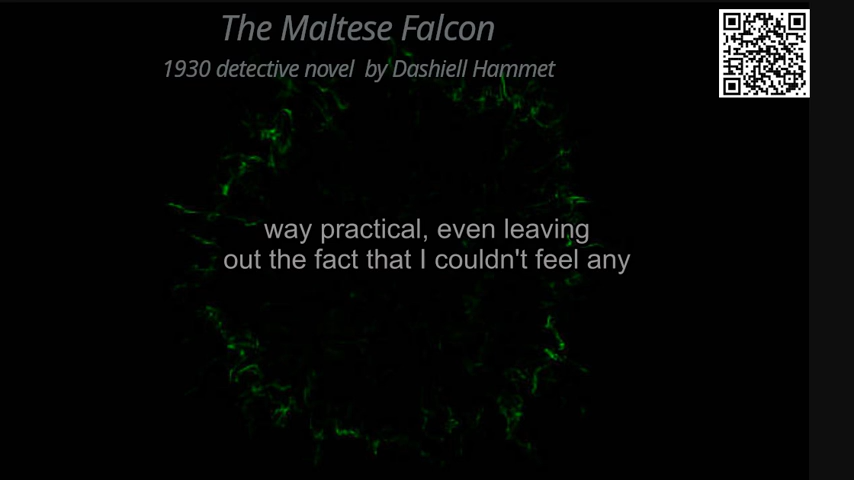 The Maltese Falcon
1930 detective novel by Dashiell Hammet
way practical, even leaving
out the fact that I couldn't feel any